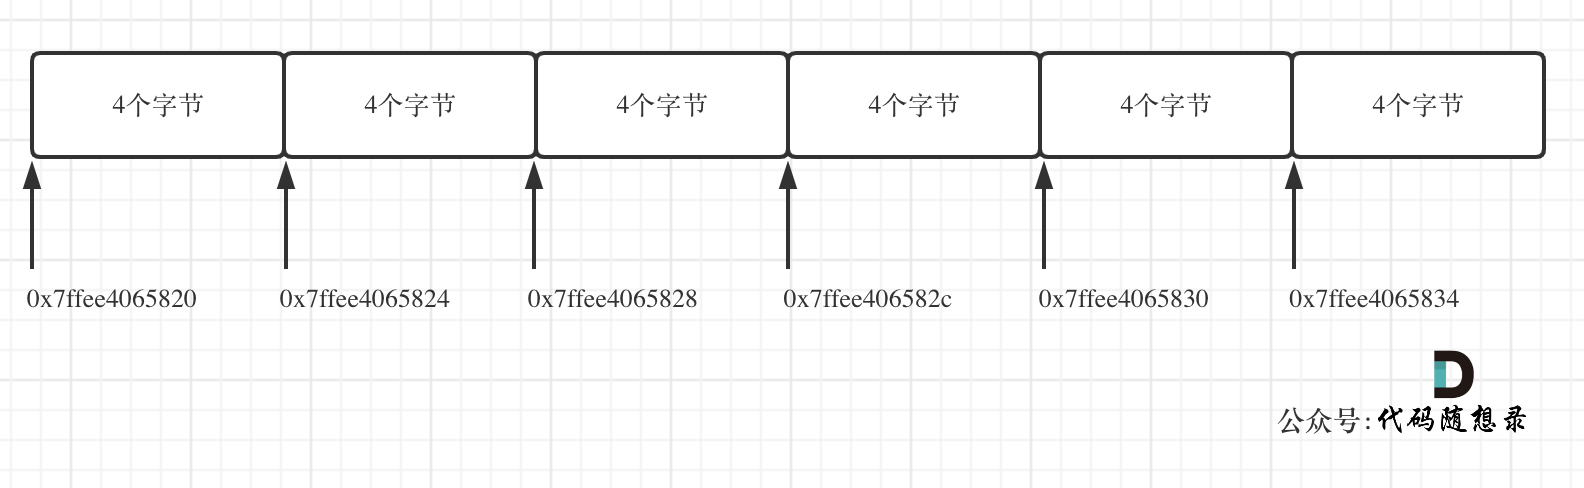 4个字节 4个字节 4个字节 4个字节 4个字节 4个字节
0x7ffee4065820 0x7ffee4065824 0x7ffee4065828 0x7ffee406582c 0x7ffee4065830 0x7ffee4065834
公众号:代码随想录